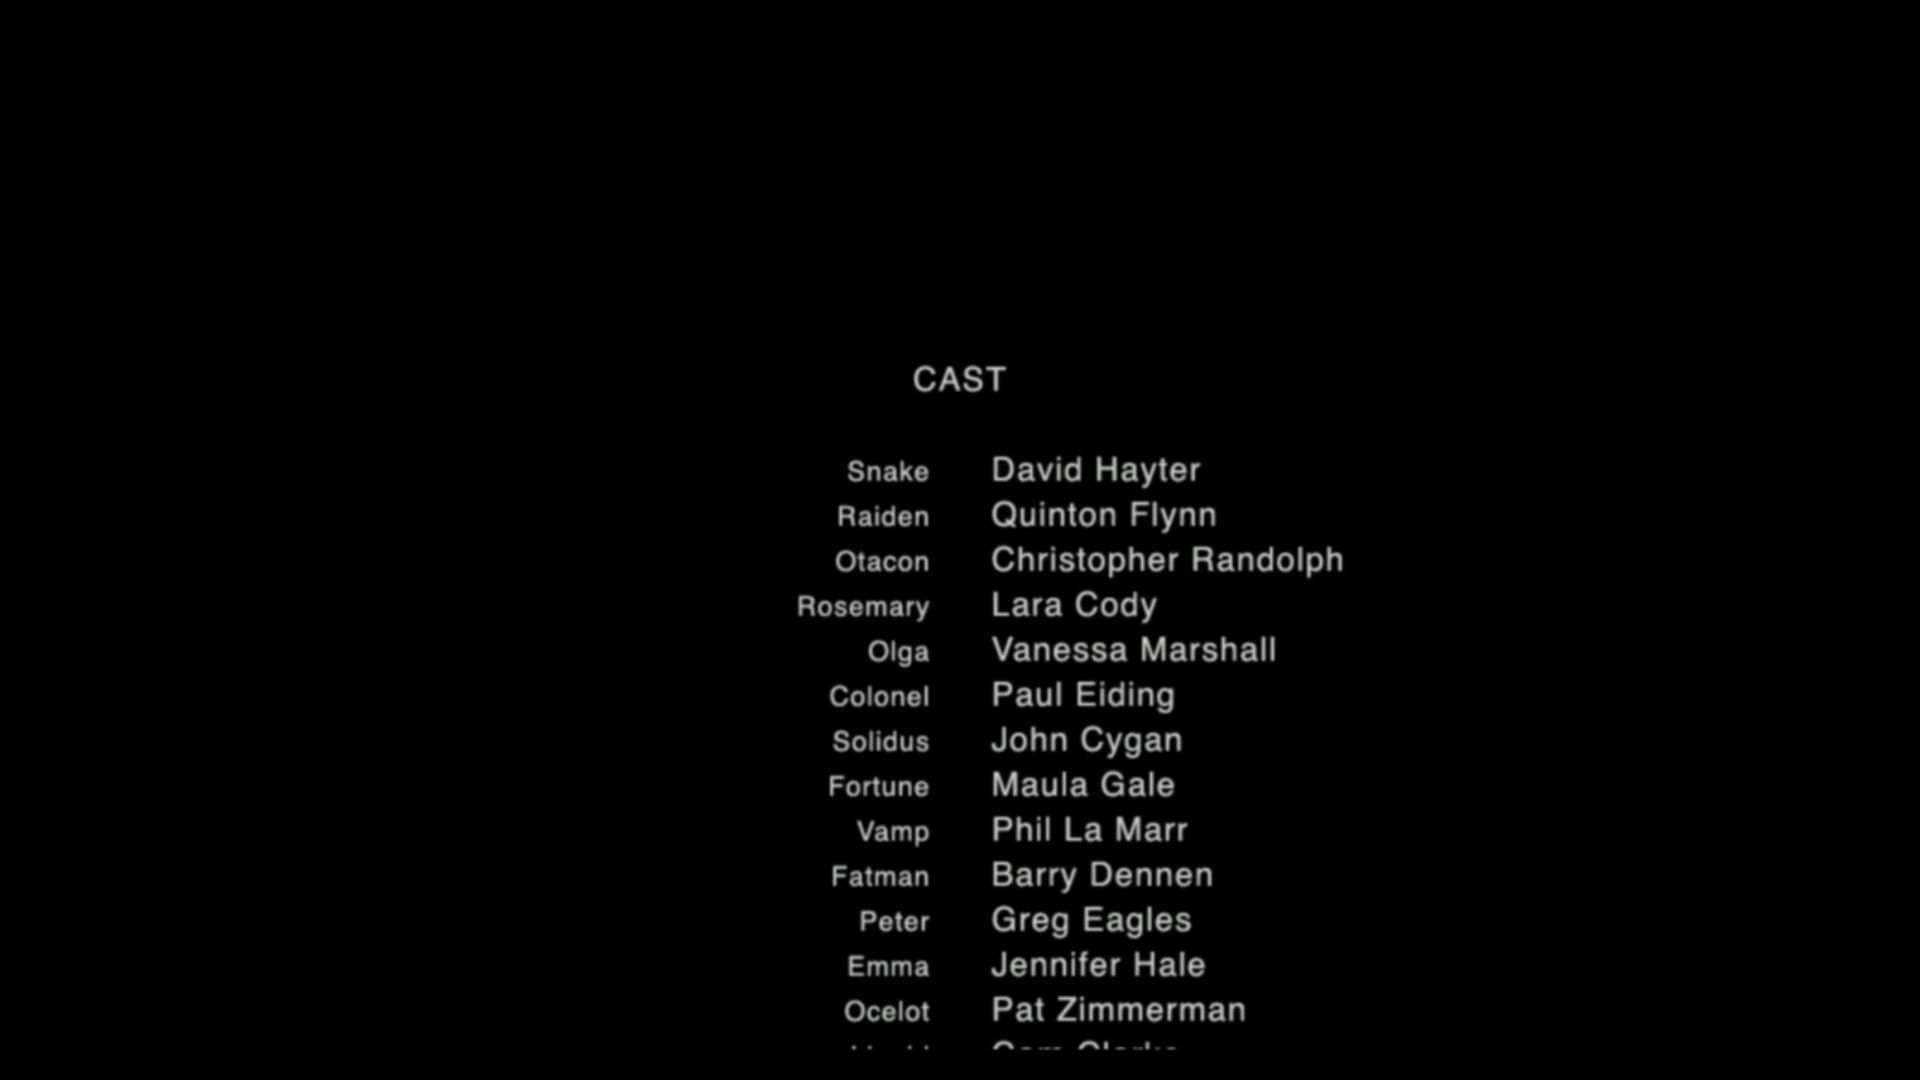 CAST
Snake David Hayter
Raiden Quinton Flynn
Otacon Christopher Randolph
Rosemary Lara Cody
Olga Vanessa Marshall
Colonel Paul Eiding
Solidus John Cygan
Fortune Maula Gale
Vamp Phil La Marr
Fatman Barry Dennen
Peter Greg Eagles
Emma Jennifer Hale
Ocelot Pat Zimmerman